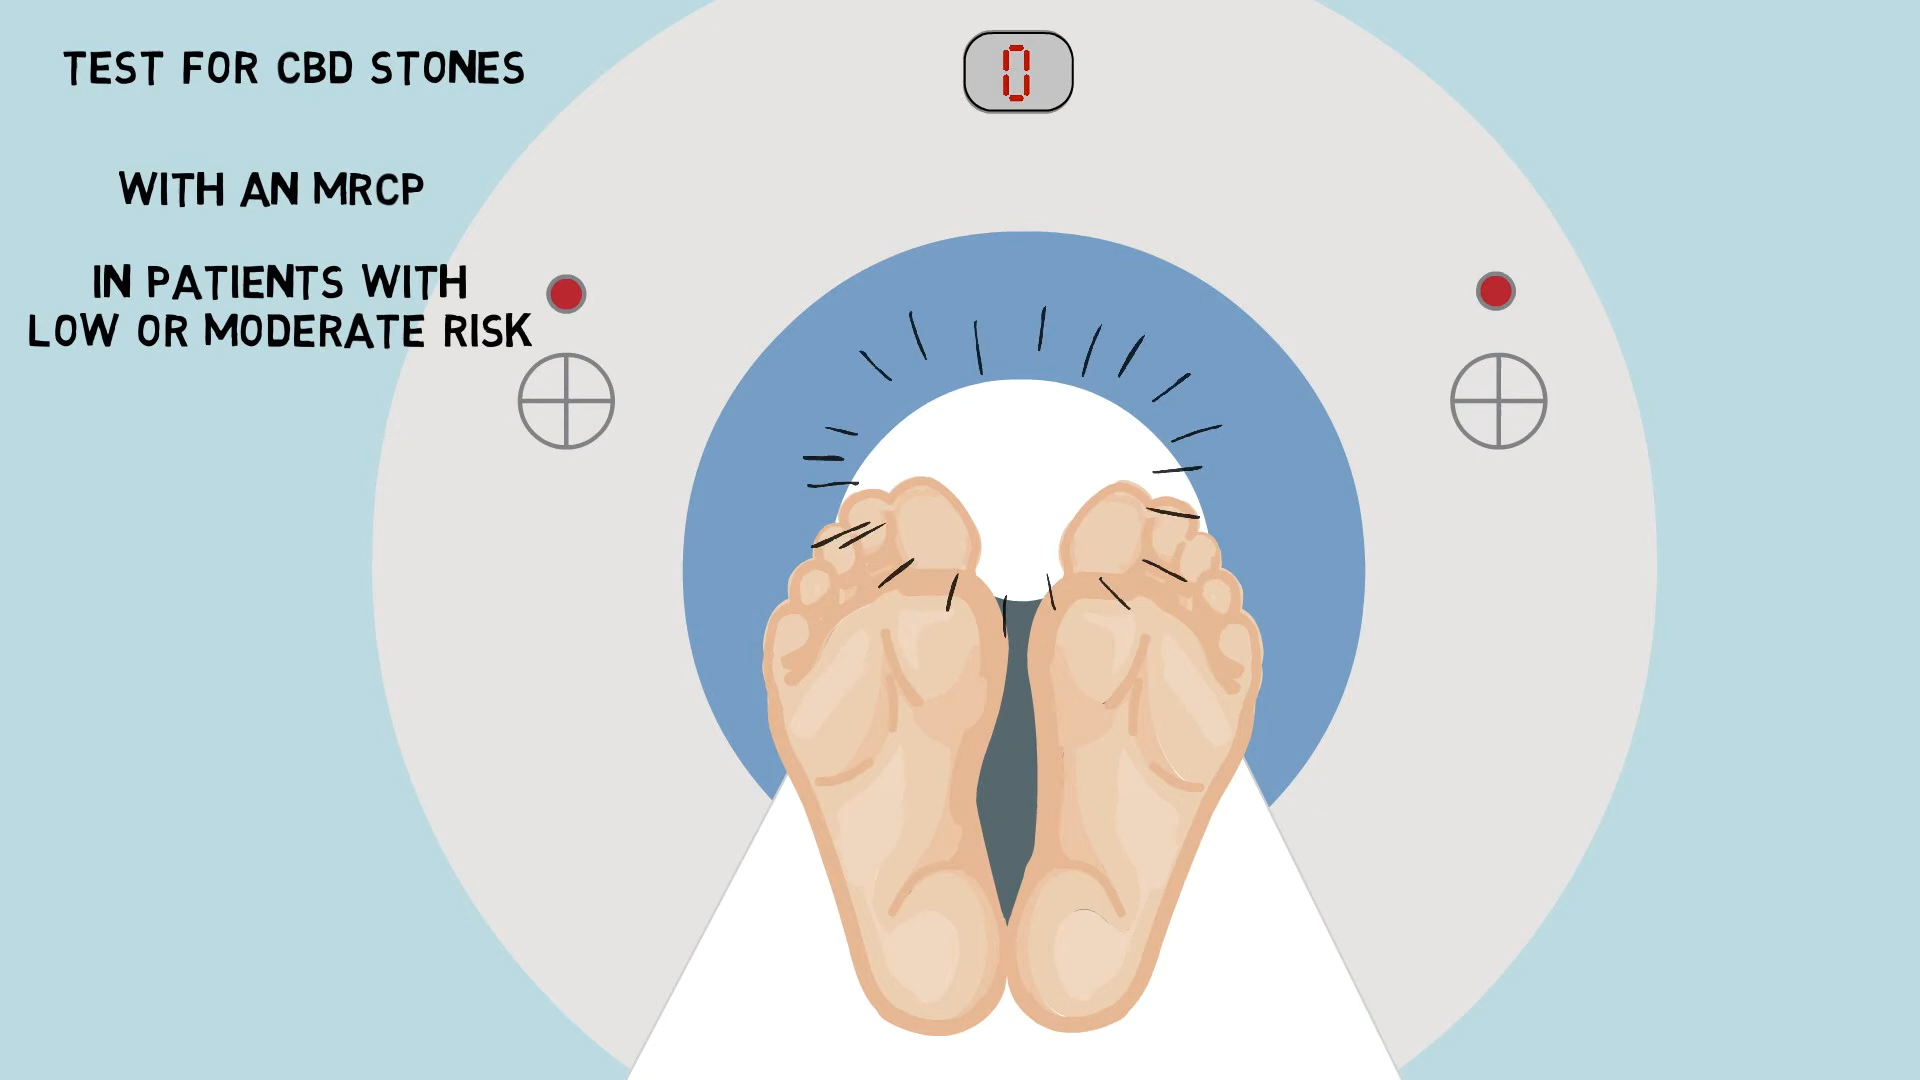 TEST FOR CBD STONES
WITH AN MRCP
IN PATIENTS WITH
LOW OR MODERATE RISK
0